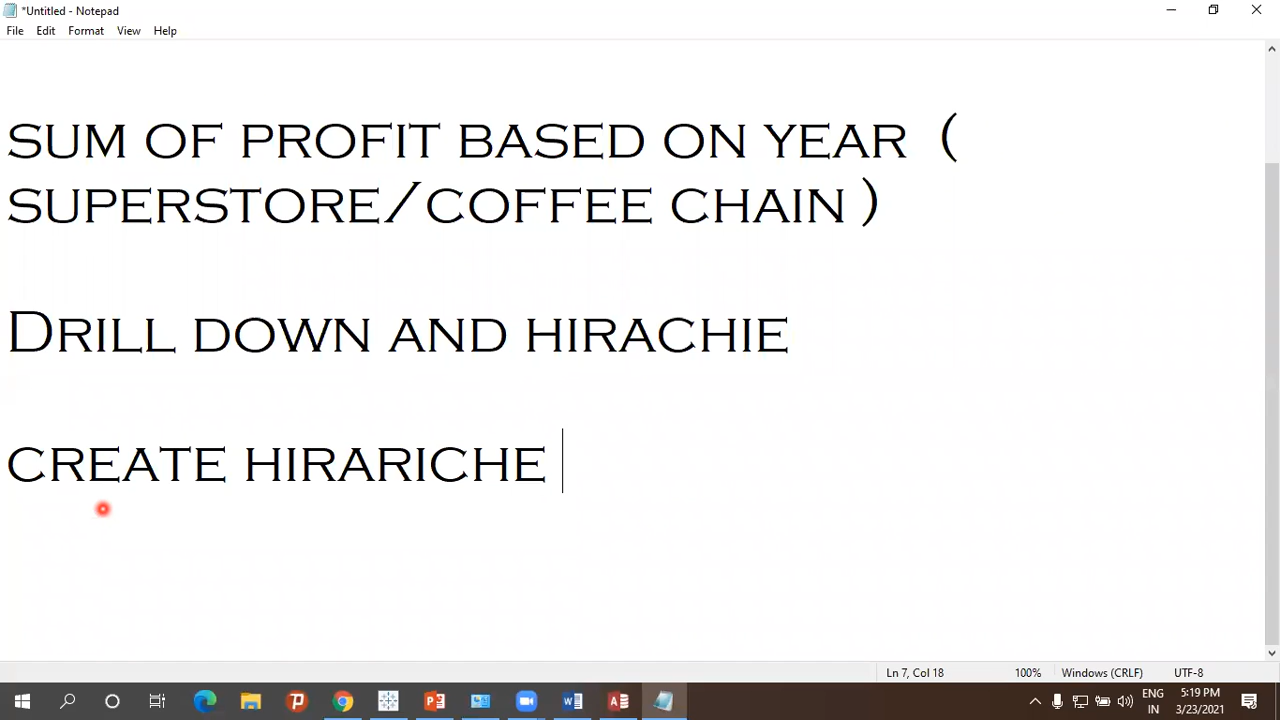 *Untitled - Notepad
File Edit Format View Help
SUM OF PROFIT BASED ON YEAR (
SUPERSTORE/COFFEE CHAIN )
DRILL DOWN AND HIRACHIE
CREATE HIRARICHE
Ln 7, Col 18 100% Windows (CRLF) UTF-8
ENG
IN
5:19 PM
3/23/2021